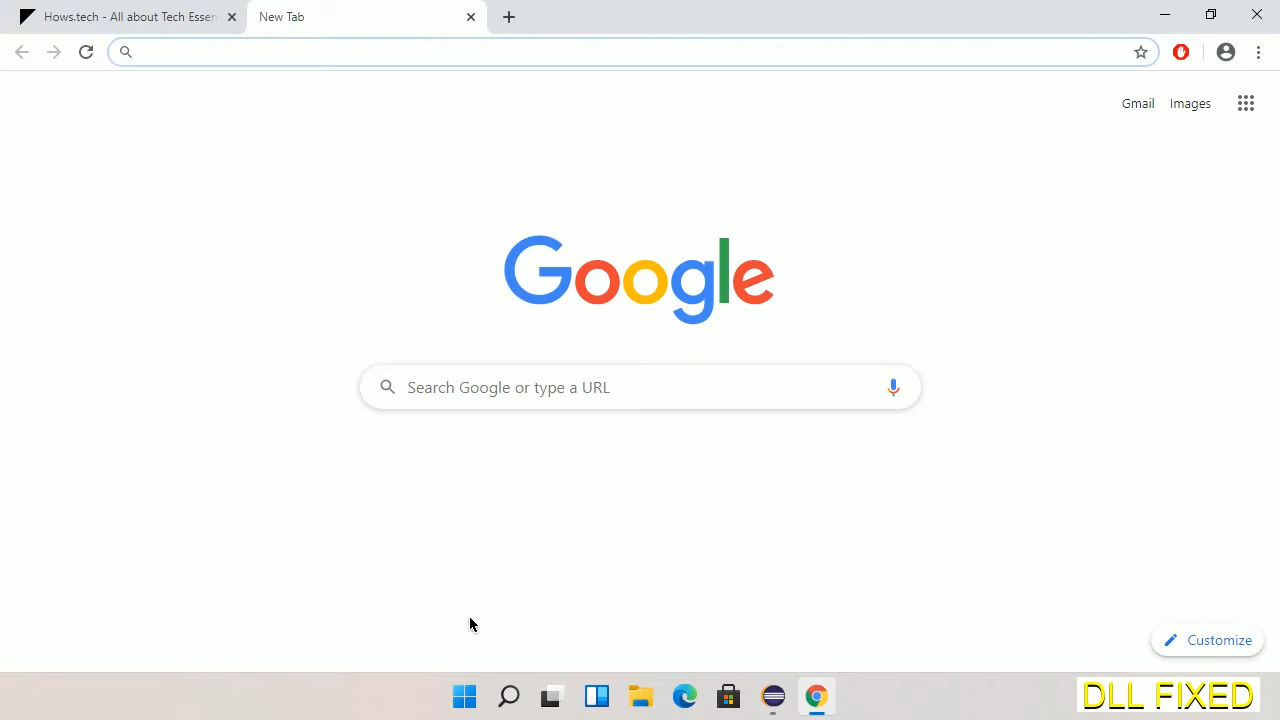 Hows.tech - All about Tech Essen
New Tab
Gmail
Images
Google
Search Google or type a URL
Customize
DLL FIXED